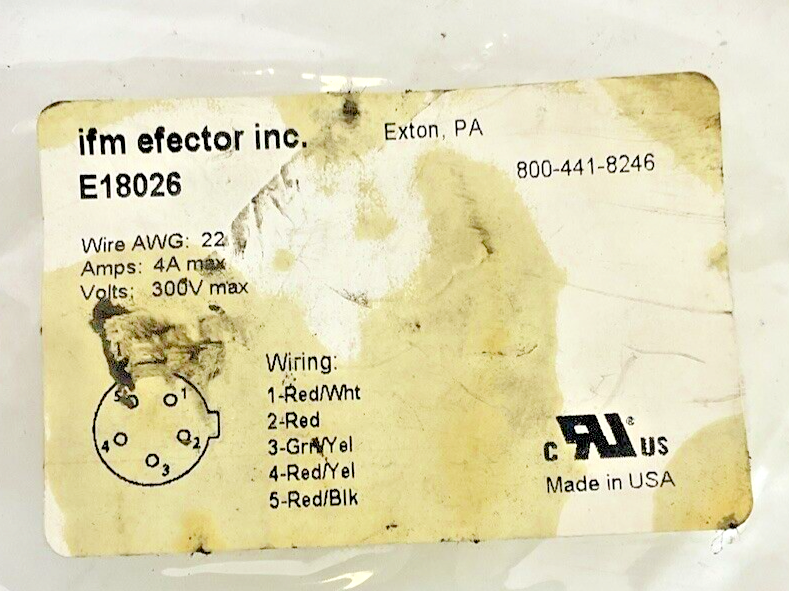 ifm efector inc.
Exton, PA
E18026
800-441-8246
Wire AWG: 22
Amps: 4A max
Volts: 300V max
5 1
4 2
3
Wiring:
1-Red/Wht
2-Red
3-Grn/Yel
4-Red/Yel
5-Red/Blk
C RU® US
Made in USA